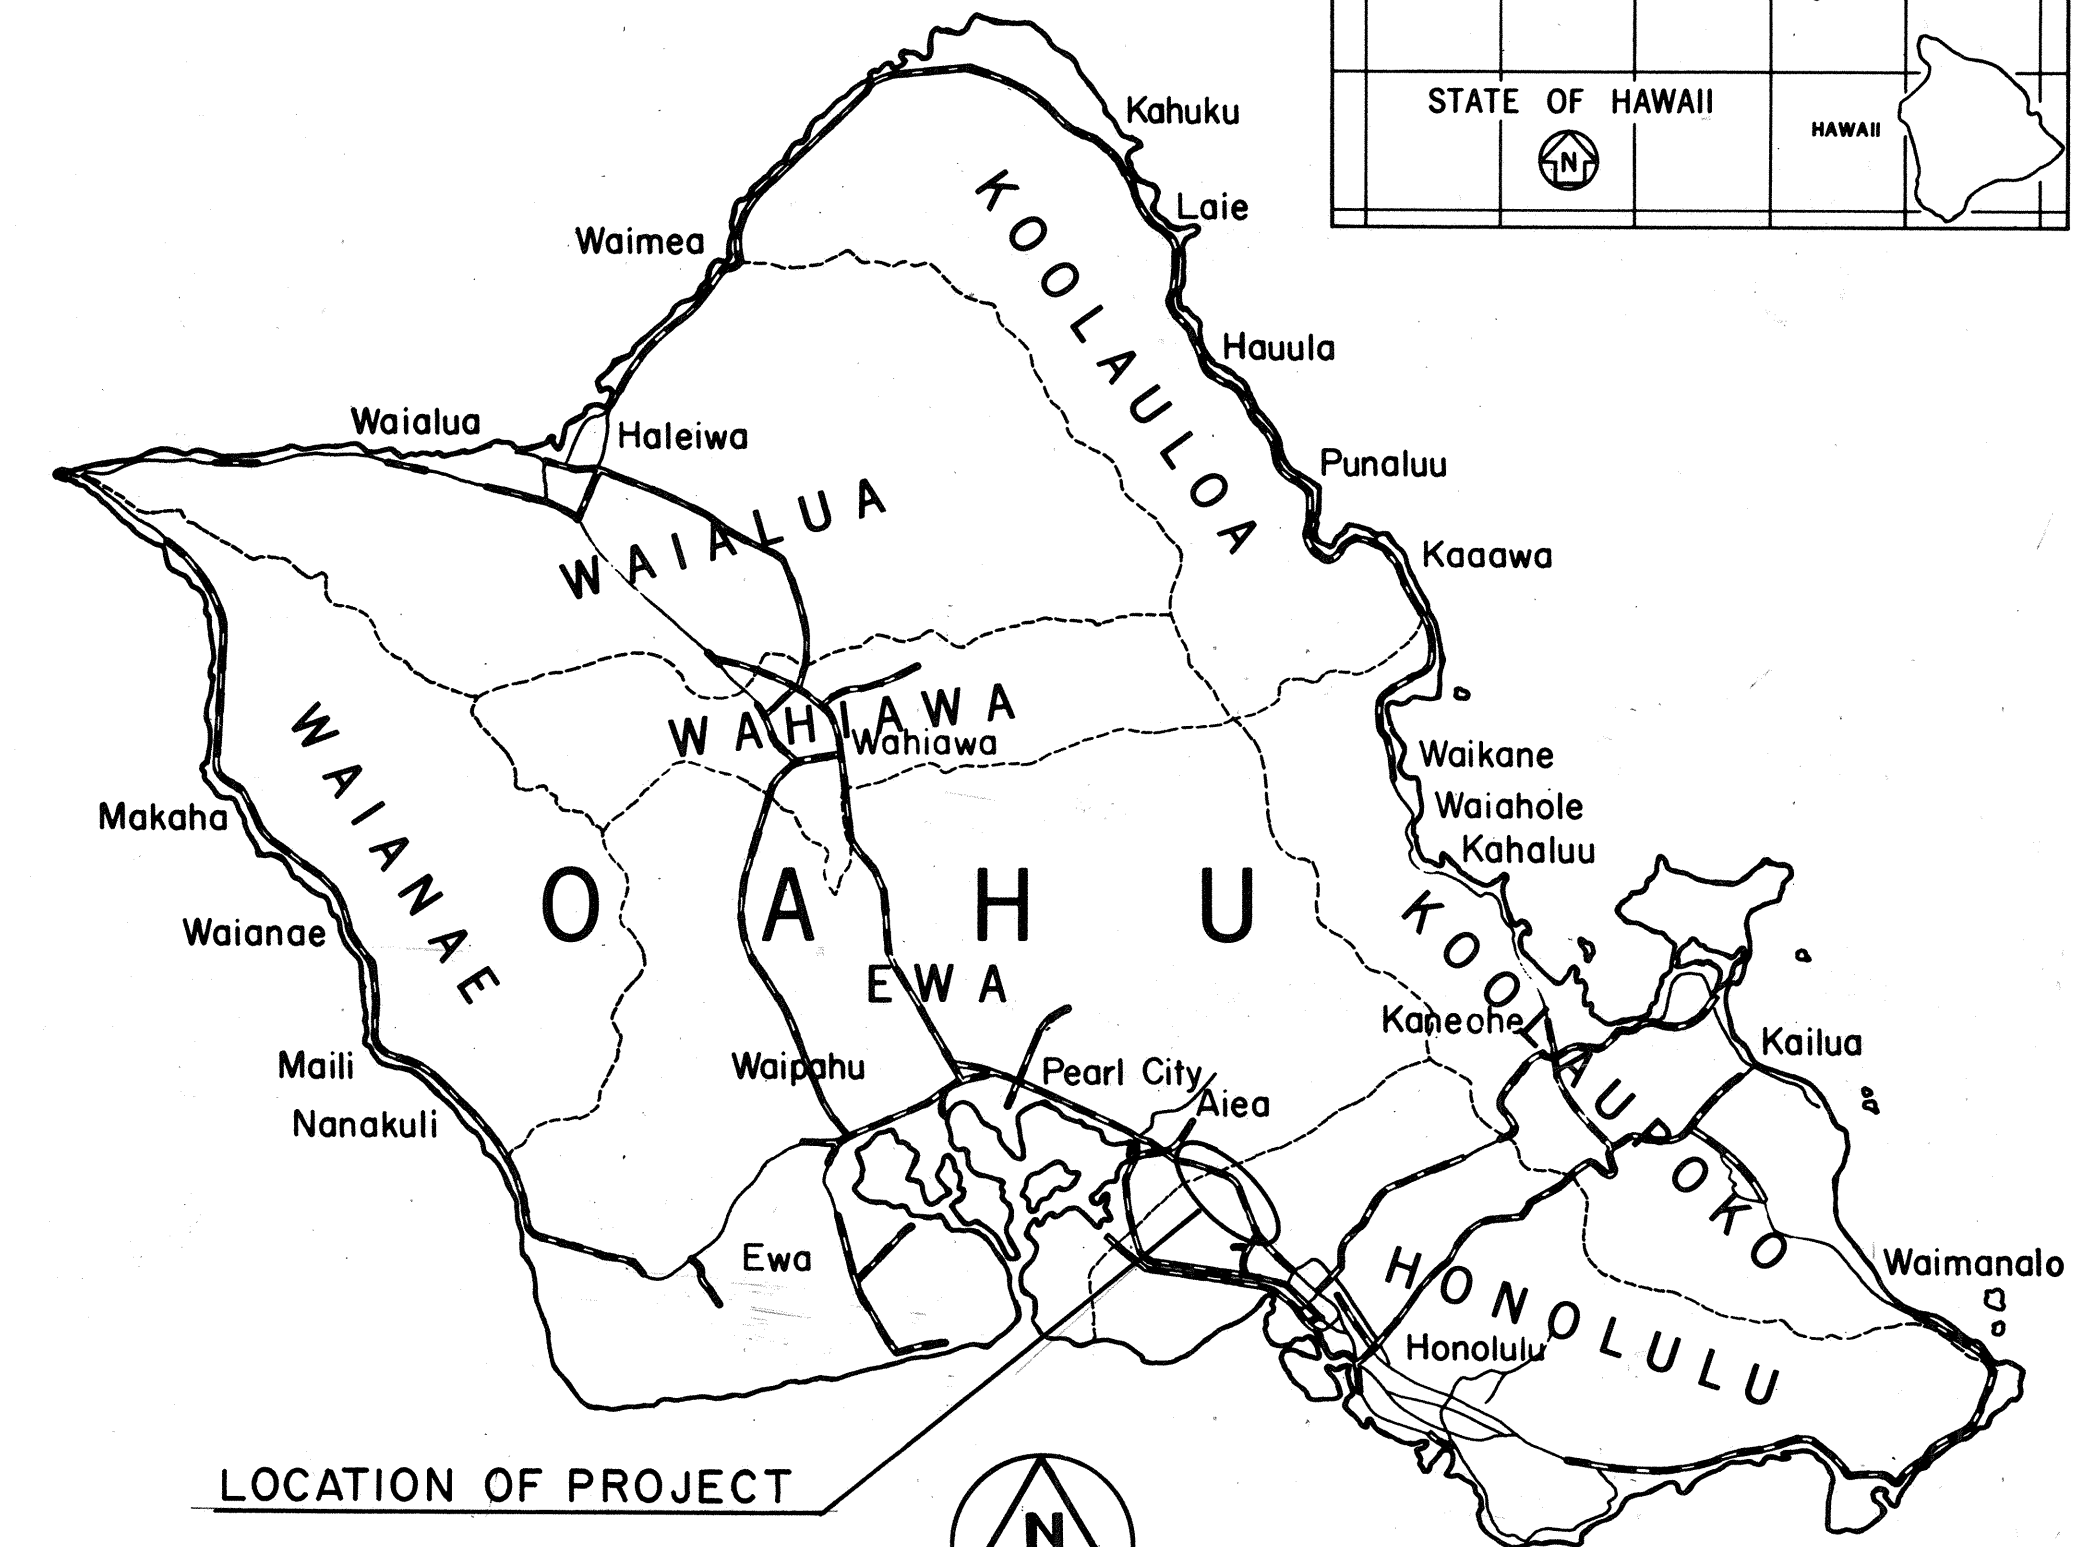 Kahuku
STATE OF HAWAII
HAWAII
N
Laie
KOOLAULOA
Waimea
Hauula
Waialua
Haleiwa
Punaluu
WAIALUA
Kaaawa
WAHIAWA
Wahiawa
WAIANAE
Waikane
Waiahole
Makaha
Kahaluu
OAHU
KOOLAUPOKO
Waianae
EWA
Kaneohe
Kailua
Maili
Waipahu
Pearl City
Aiea
Nanakuli
Ewa
HONOLULU
Waimanalo
Honolulu
LOCATION OF PROJECT
N